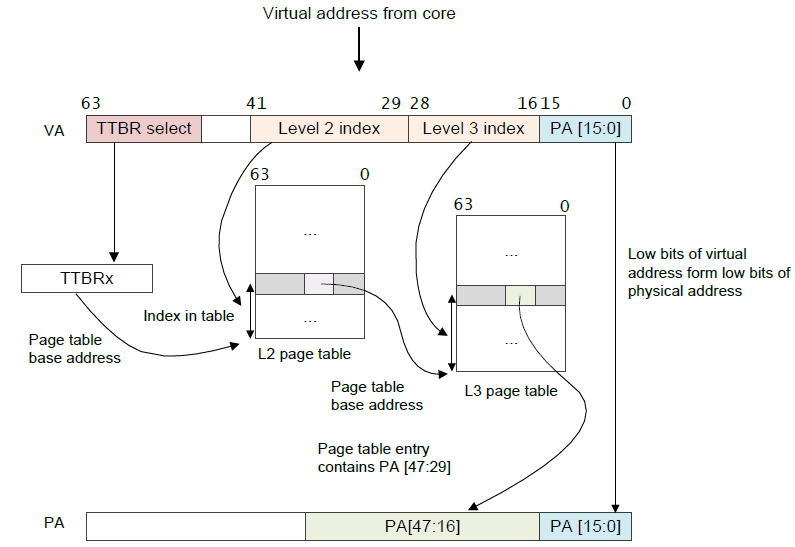 Virtual address from core
63 41 29 28 16 15 0
VA TTBR select Level 2 index Level 3 index PA [15:0]
63 0
63 0
...
...
Low bits of virtual
address form low bits of
physical address
TTBRx
Index in table
...
...
Page table
base address
L2 page table
Page table
base address
L3 page table
Page table entry
contains PA [47:29]
PA PA[47:16] PA [15:0]